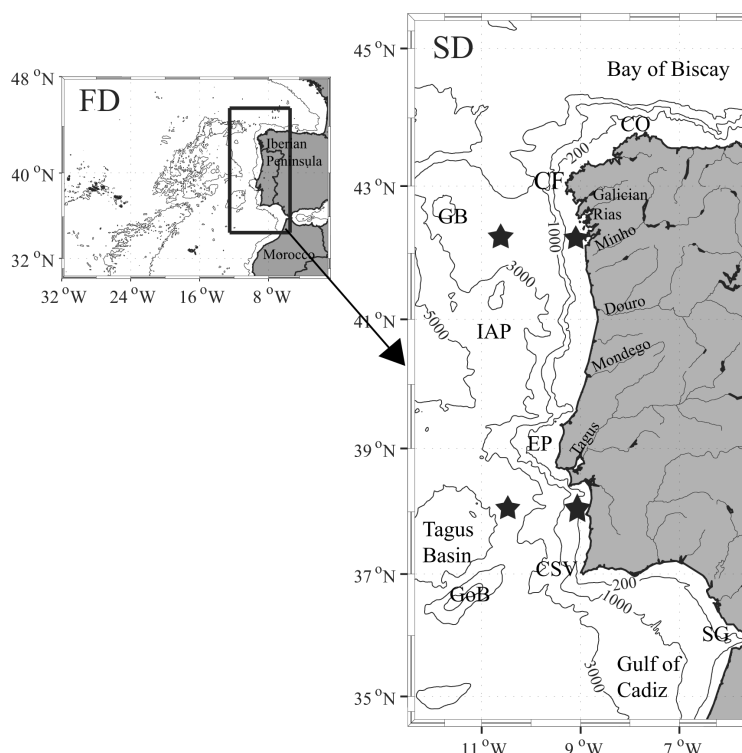 FD
48 °N
40 °N
32 °N
32 °W
24 °W
16 °W
8 °W
Iberian
Peninsula
Morocco
SD
45 °N
43 °N
41 °N
39 °N
37 °N
35 °N
11 °W
9 °W
7 °W
Bay of Biscay
CO
200
CF
GB
Galician
Rias
1000
Minho
3000
5000
IAP
Douro
Mondego
EP
Tagus
Tagus
Basin
CSV
GoB
200
1000
SG
3000
Gulf of
Cadiz